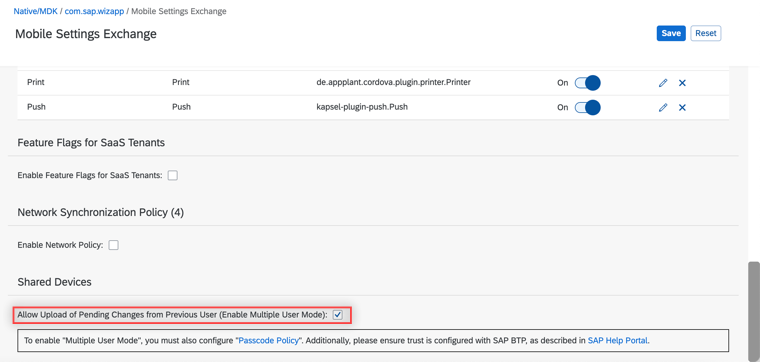 Native/MDK / com.sap.wizapp / Mobile Settings Exchange
Mobile Settings Exchange
Save Reset
Print Print de.appplant.cordova.plugin.printer.Printer On
Push Push kapsel-plugin-push.Push On
Feature Flags for SaaS Tenants
Enable Feature Flags for SaaS Tenants:
Network Synchronization Policy (4)
Enable Network Policy:
Shared Devices
Allow Upload of Pending Changes from Previous User (Enable Multiple User Mode):
To enable "Multiple User Mode", you must also configure "Passcode Policy". Additionally, please ensure trust is configured with SAP BTP, as described in SAP Help Portal.